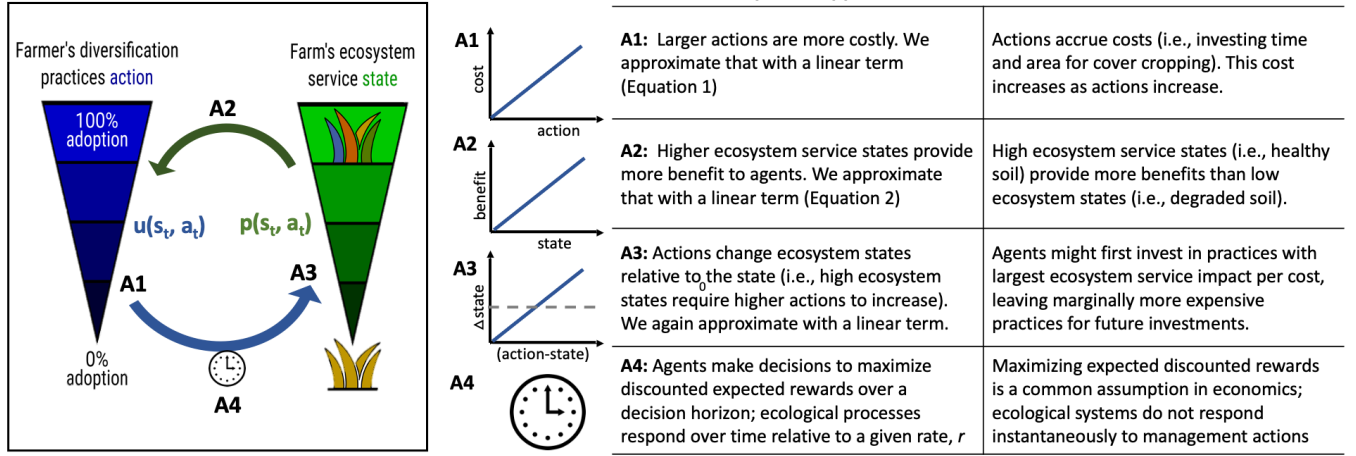 Farmer's diversification
practices action
Farm's ecosystem
service state
100%
adoption
A2
u(sₜ, aₜ)
p(sₜ, aₜ)
A1
A3
0%
adoption
A4
A1
cost
action
A1: Larger actions are more costly. We
approximate that with a linear term
(Equation 1)
Actions accrue costs (i.e., investing time
and area for cover cropping). This cost
increases as actions increase.
A2
benefit
state
A2: Higher ecosystem service states provide
more benefit to agents. We approximate
that with a linear term (Equation 2)
High ecosystem service states (i.e., healthy
soil) provide more benefits than low
ecosystem states (i.e., degraded soil).
A3
Δstate
0
(action-state)
A3: Actions change ecosystem states
relative to the state (i.e., high ecosystem
states require higher actions to increase).
We again approximate with a linear term.
Agents might first invest in practices with
largest ecosystem service impact per cost,
leaving marginally more expensive
practices for future investments.
A4
A4: Agents make decisions to maximize
discounted expected rewards over a
decision horizon; ecological processes
respond over time relative to a given rate, r
Maximizing expected discounted rewards
is a common assumption in economics;
ecological systems do not respond
instantaneously to management actions